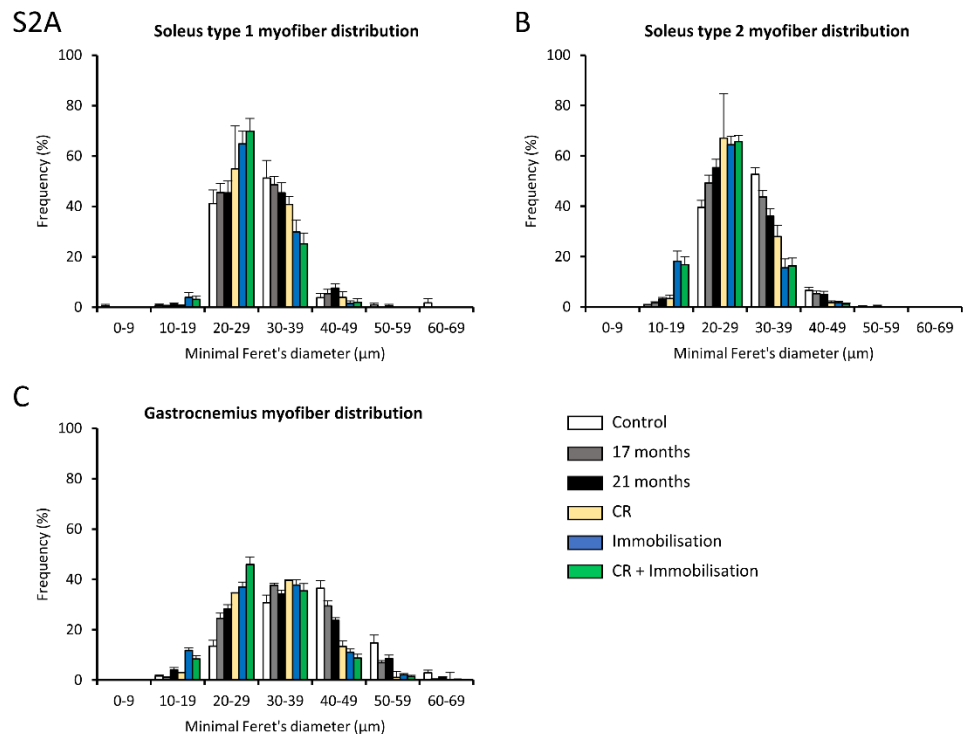 S2A
Soleus type 1 myofiber distribution
100
80
60
40
20
0
Frequency (%)
0-9 10-19 20-29 30-39 40-49 50-59 60-69
Minimal Feret's diameter (µm)
B
Soleus type 2 myofiber distribution
100
80
60
40
20
0
Frequency (%)
0-9 10-19 20-29 30-39 40-49 50-59 60-69
Minimal Feret's diameter (µm)
C
Gastrocnemius myofiber distribution
100
80
60
40
20
0
Frequency (%)
0-9 10-19 20-29 30-39 40-49 50-59 60-69
Minimal Feret's diameter (µm)
Control
17 months
21 months
CR
Immobilisation
CR + Immobilisation